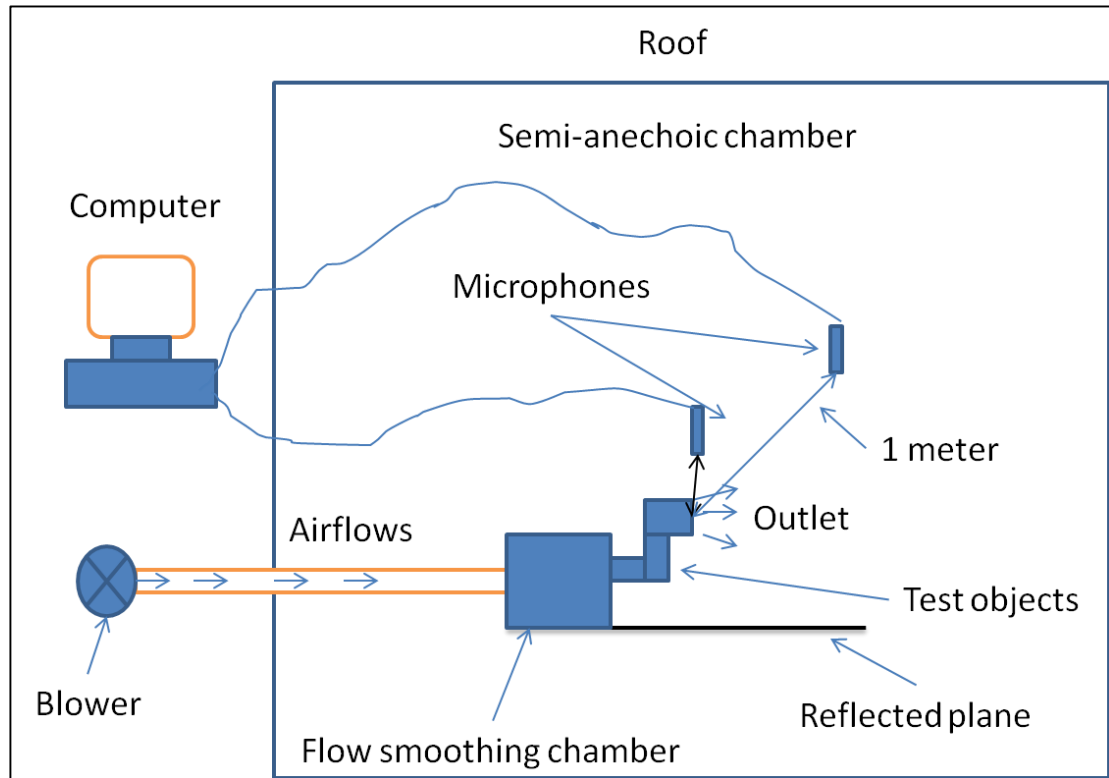 Roof
Semi-anechoic chamber
Computer
Microphones
1 meter
Airflows
Outlet
Test objects
Blower
Reflected plane
Flow smoothing chamber